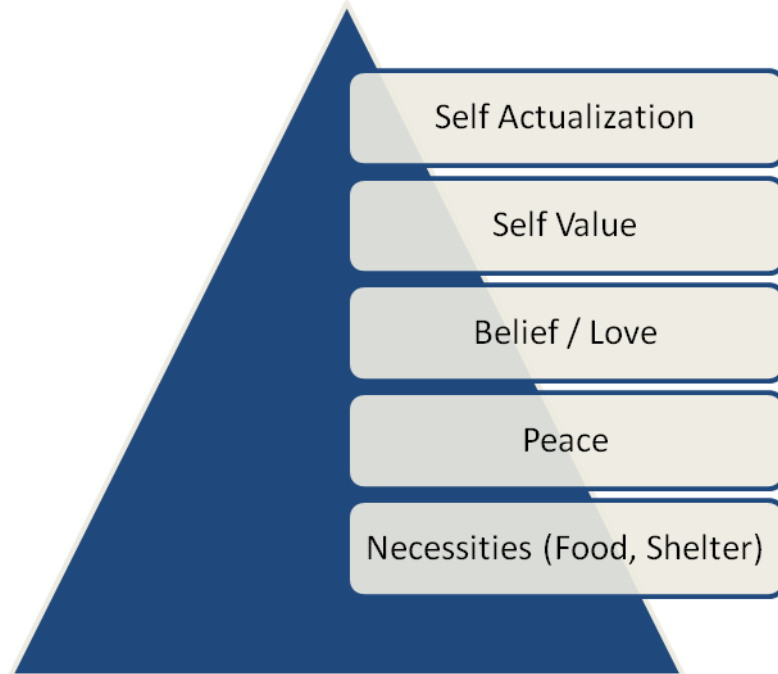 Self Actualization
Self Value
Belief / Love
Peace
Necessities (Food, Shelter)